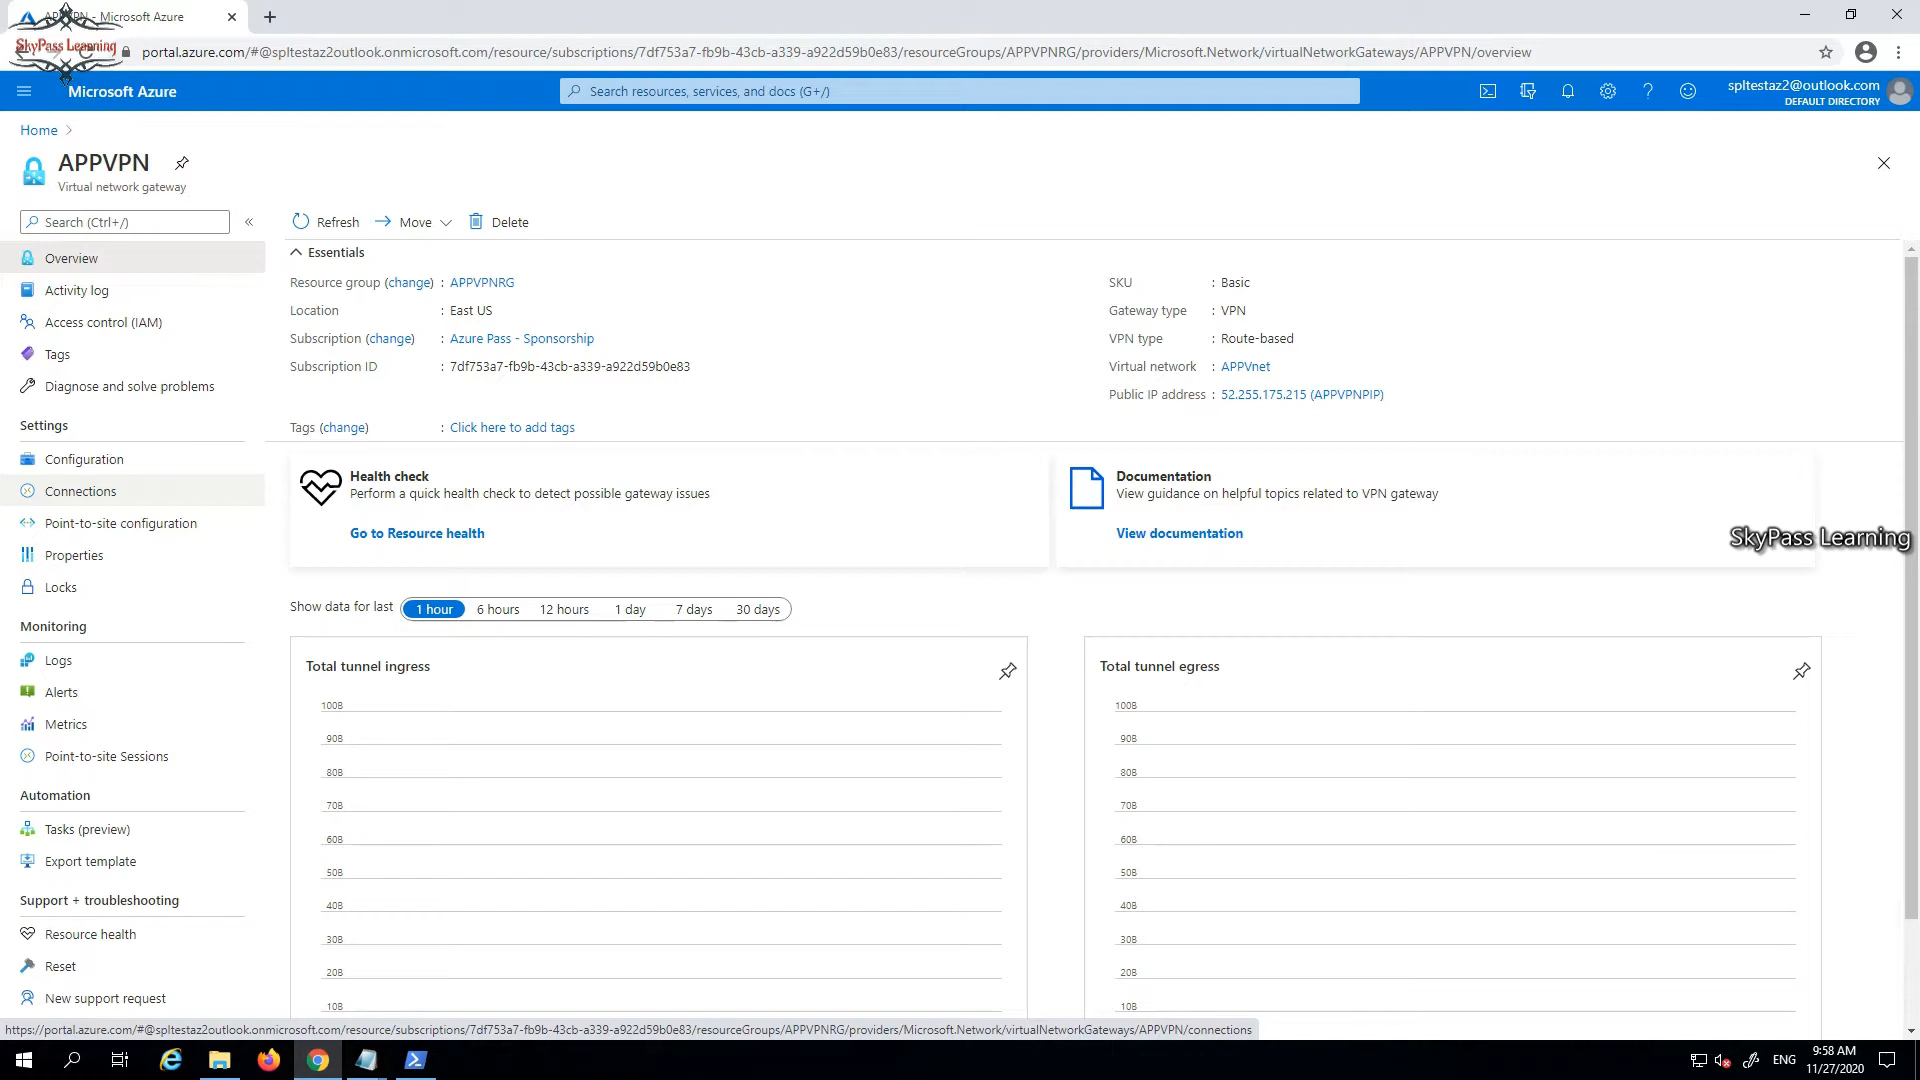 APPVPN - Microsoft Azure
SkyPass Learning
portal.azure.com/#@spltestaz2outlook.onmicrosoft.com/resource/subscriptions/7df753a7-fb9b-43cb-a339-a922d59b0e83/resourceGroups/APPVPNRG/providers/Microsoft.Network/virtualNetworkGateways/APPVPN/overview
Microsoft Azure
Search resources, services, and docs (G+/)
spltestaz2@outlook.com
DEFAULT DIRECTORY
Home
APPVPN
Virtual network gateway
Search (Ctrl+/)
«
Refresh
Move
Delete
Overview
Activity log
Access control (IAM)
Tags
Diagnose and solve problems
Settings
Configuration
Connections
Point-to-site configuration
Properties
Locks
Monitoring
Logs
Alerts
Metrics
Point-to-site Sessions
Automation
Tasks (preview)
Export template
Support + troubleshooting
Resource health
Reset
New support request
Essentials
Resource group (change) : APPVPNRG
Location : East US
Subscription (change) : Azure Pass - Sponsorship
Subscription ID : 7df753a7-fb9b-43cb-a339-a922d59b0e83
Tags (change) : Click here to add tags
SKU : Basic
Gateway type : VPN
VPN type : Route-based
Virtual network : APPVnet
Public IP address : 52.255.175.215 (APPVPNPIP)
Health check
Perform a quick health check to detect possible gateway issues
Go to Resource health
Documentation
View guidance on helpful topics related to VPN gateway
View documentation
SkyPass Learning
Show data for last 1 hour 6 hours 12 hours 1 day 7 days 30 days
Total tunnel ingress
100B
90B
80B
70B
60B
50B
40B
30B
20B
10B
Total tunnel egress
100B
90B
80B
70B
60B
50B
40B
30B
20B
10B
https://portal.azure.com/#@spltestaz2outlook.onmicrosoft.com/resource/subscriptions/7df753a7-fb9b-43cb-a339-a922d59b0e83/resourceGroups/APPVPNRG/providers/Microsoft.Network/virtualNetworkGateways/APPVPN/connections
ENG
9:58 AM
11/27/2020